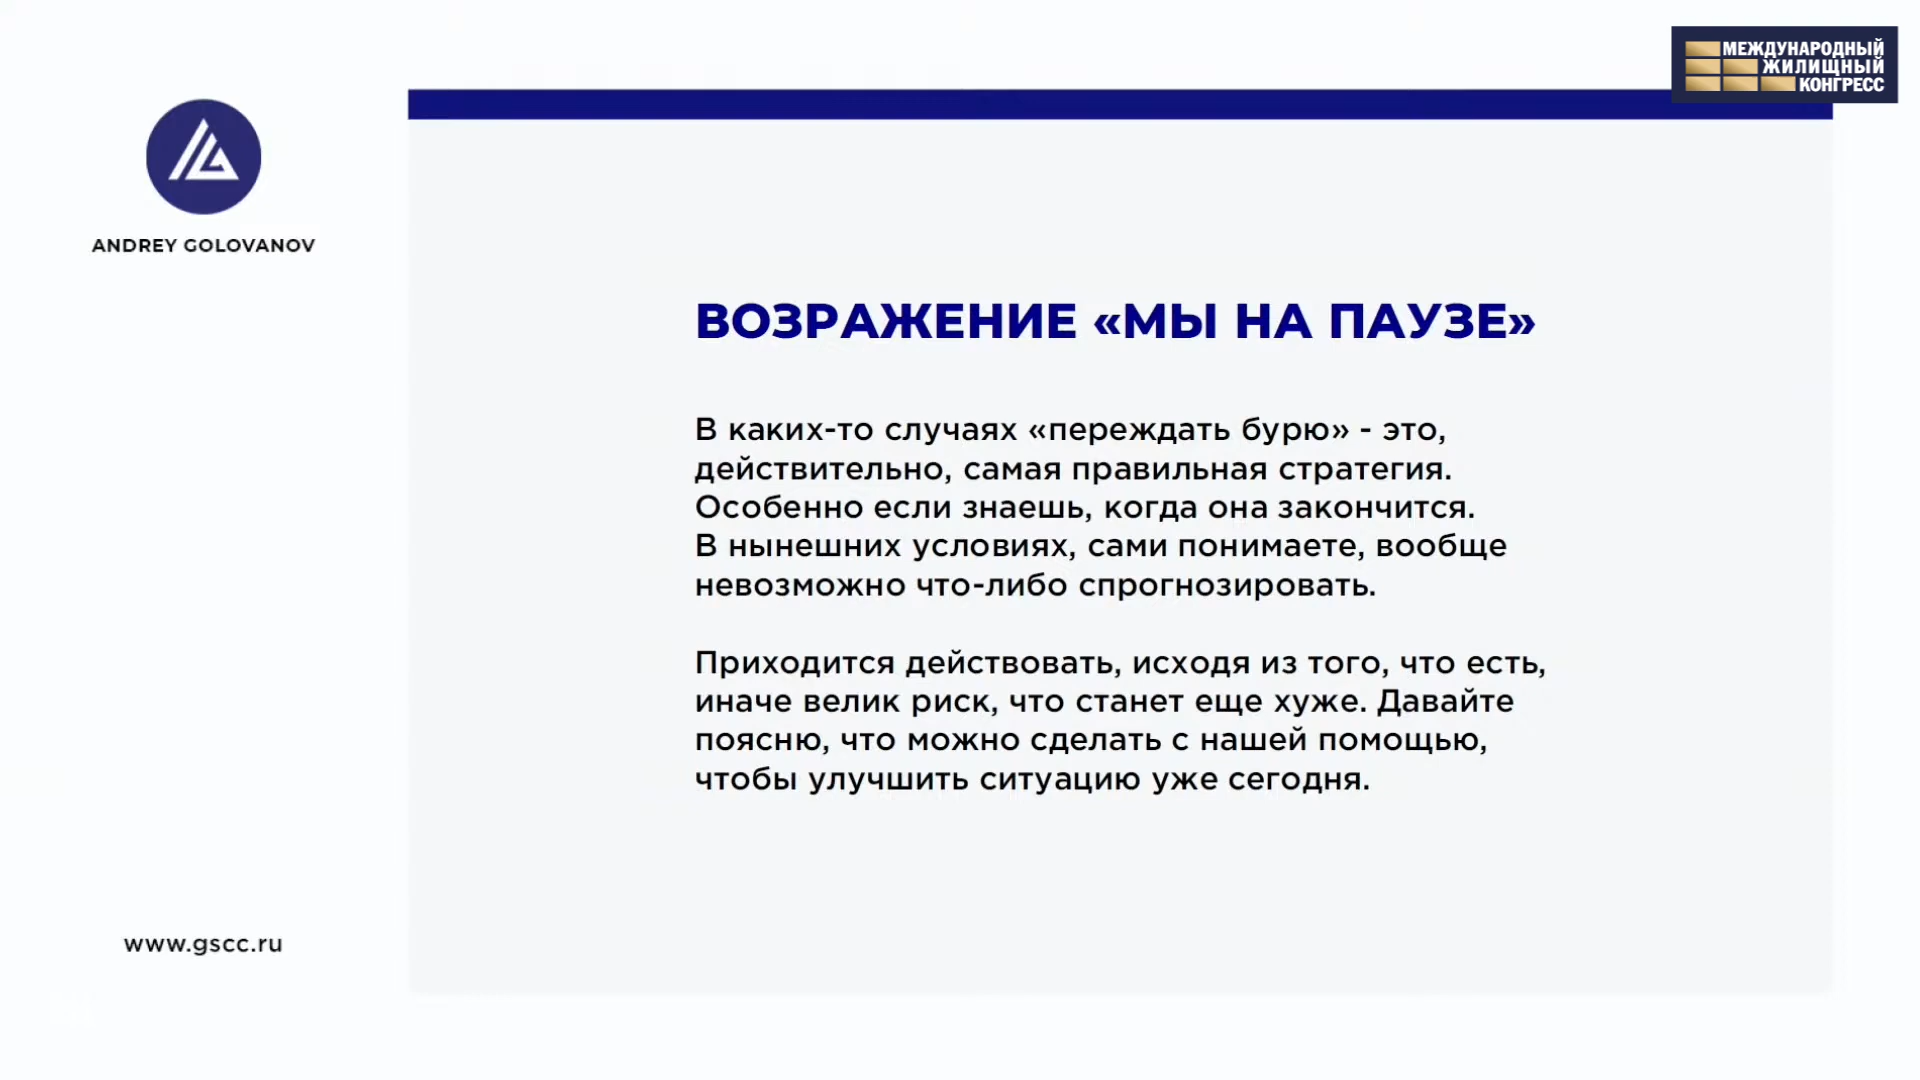 МЕЖДУНАРОДНЫЙ
ЖИЛИЩНЫЙ
КОНГРЕСС
ANDREY GOLOVANOV
ВОЗРАЖЕНИЕ «МЫ НА ПАУЗЕ»
В каких-то случаях «переждать бурю» - это,
действительно, самая правильная стратегия.
Особенно если знаешь, когда она закончится.
В нынешних условиях, сами понимаете, вообще
невозможно что-либо спрогнозировать.
Приходится действовать, исходя из того, что есть,
иначе велик риск, что станет еще хуже. Давайте
поясню, что можно сделать с нашей помощью,
чтобы улучшить ситуацию уже сегодня.
www.gscc.ru